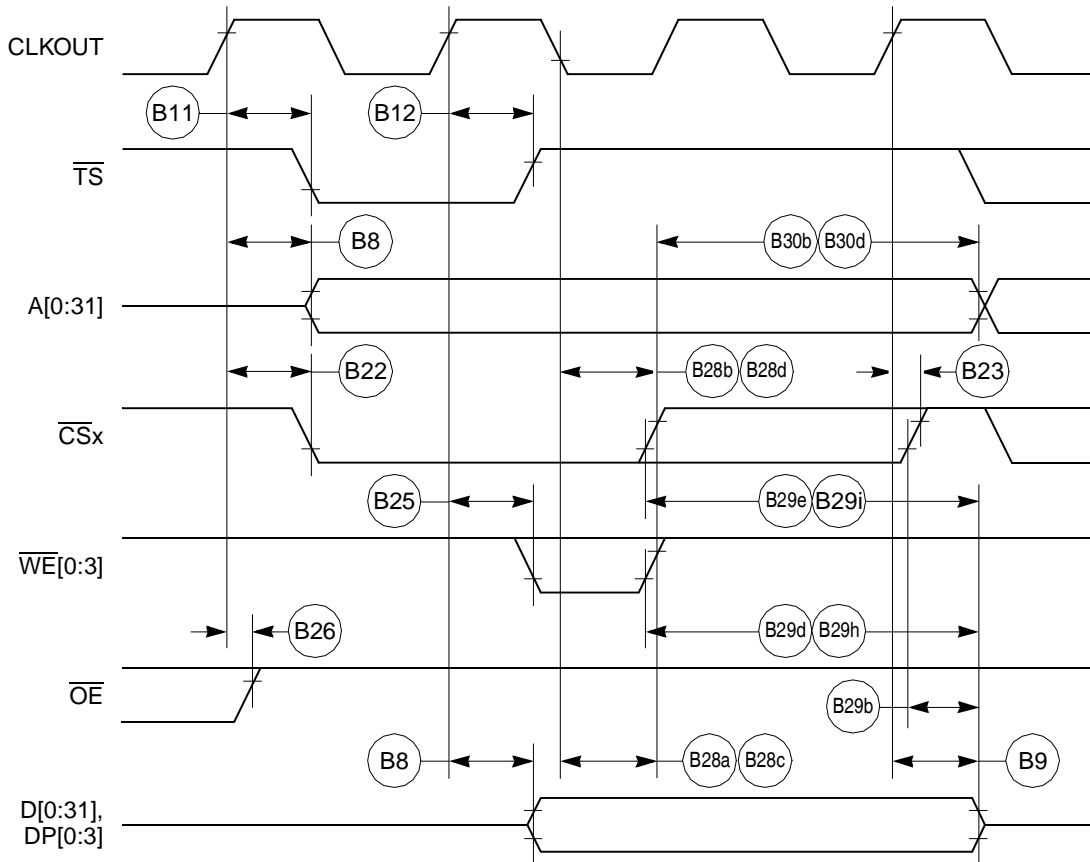 CLKOUT
B11
B12
TS
B8
B30b B30d
A[0:31]
B22
B28b B28d
B23
CSx
B25
B29e B29i
WE[0:3]
B26
B29d B29h
OE
B29b
B8
B28a B28c
B9
D[0:31],
DP[0:3]